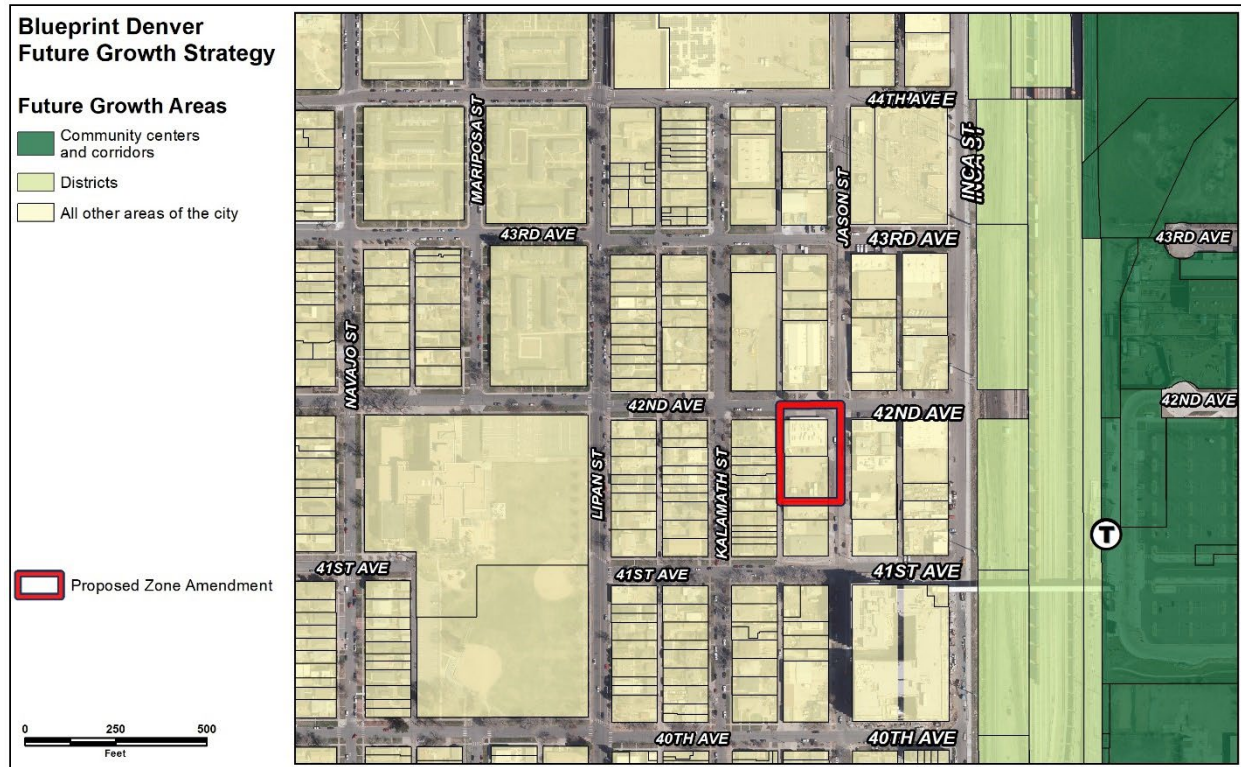 Blueprint Denver
Future Growth Strategy
Future Growth Areas
Community centers
and corridors
Districts
All other areas of the city
Proposed Zone Amendment
0 250 500
Feet
44TH AVE E
MARIPOSA ST
INCA ST
INCA ST
JASON ST
43RD AVE
43RD AVE
43RD AVE
NAVAJO ST
42ND AVE
42ND AVE
42ND AVE
LIPAN ST
KALAMATH ST
T
41ST AVE
41ST AVE
41ST AVE
40TH AVE
40TH AVE